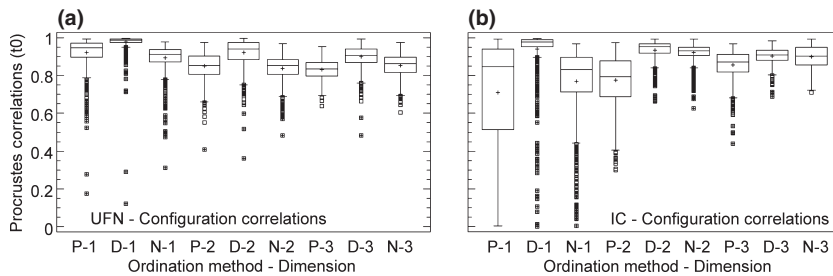 (a)
(b)
Procrustes correlations (t0)
1
0.8
0.6
0.4
0.2
0
UFN - Configuration correlations
IC - Configuration correlations
P-1 D-1 N-1 P-2 D-2 N-2 P-3 D-3 N-3
P-1 D-1 N-1 P-2 D-2 N-2 P-3 D-3 N-3
Ordination method - Dimension
Ordination method - Dimension